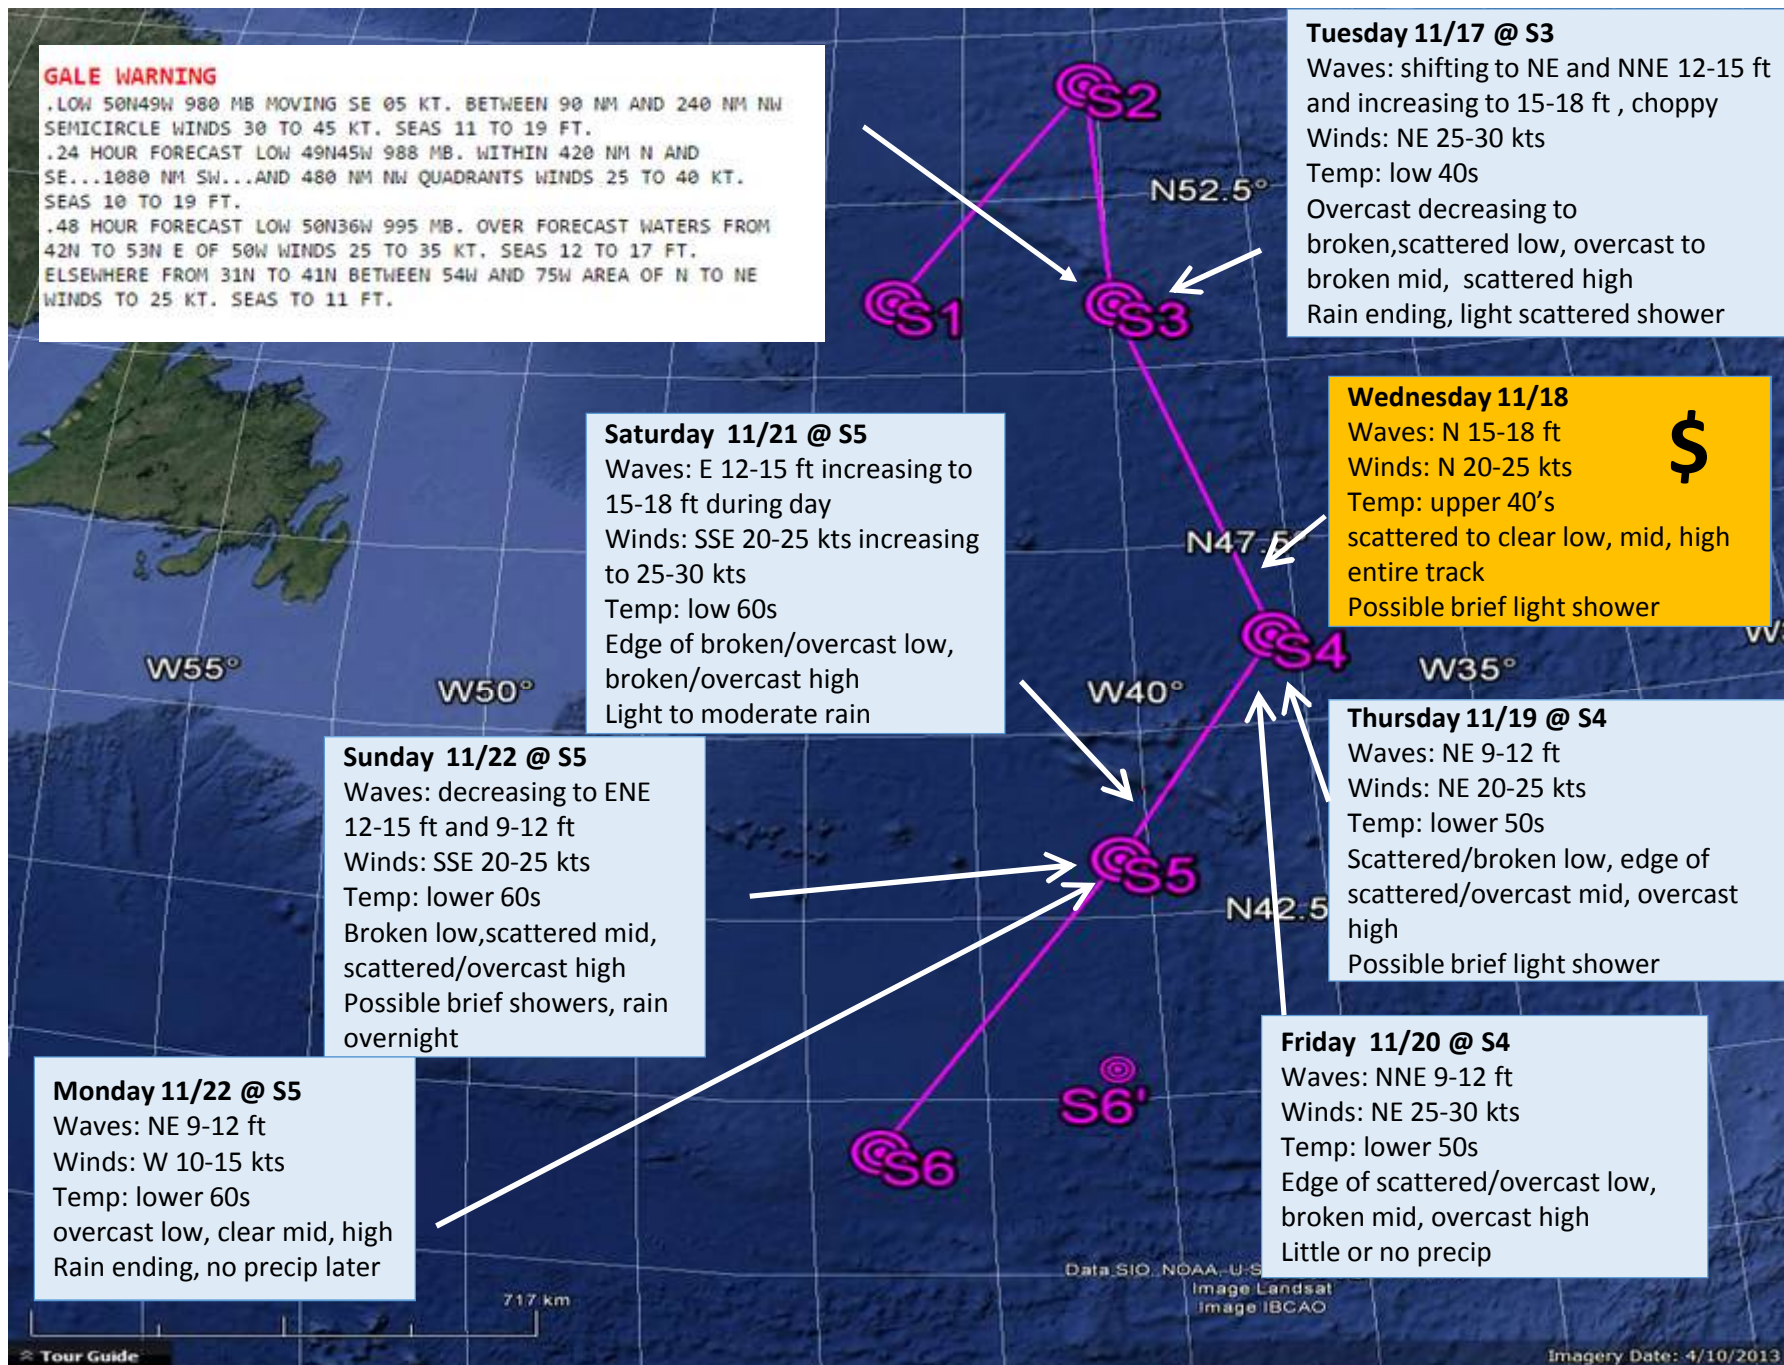 GALE WARNING
.LOW 50N49W 980 MB MOVING SE 05 KT. BETWEEN 90 NM AND 240 NM NW
SEMICIRCLE WINDS 30 TO 45 KT. SEAS 11 TO 19 FT.
.24 HOUR FORECAST LOW 49N45W 988 MB. WITHIN 420 NM N AND
SE...1080 NM SW...AND 480 NM NW QUADRANTS WINDS 25 TO 40 KT.
SEAS 10 TO 19 FT.
.48 HOUR FORECAST LOW 50N36W 995 MB. OVER FORECAST WATERS FROM
42N TO 53N E OF 50W WINDS 25 TO 35 KT. SEAS 12 TO 17 FT.
ELSEWHERE FROM 31N TO 41N BETWEEN 54W AND 75W AREA OF N TO NE
WINDS TO 25 KT. SEAS TO 11 FT.
Tuesday 11/17 @ S3
Waves: shifting to NE and NNE 12-15 ft
and increasing to 15-18 ft , choppy
Winds: NE 25-30 kts
Temp: low 40s
Overcast decreasing to
broken,scattered low, overcast to
broken mid,  scattered high
Rain ending, light scattered shower
S2
N52.5°
S1
S3
Wednesday 11/18
Waves: N 15-18 ft
Winds: N 20-25 kts
Temp: upper 40’s
scattered to clear low, mid, high
entire track
Possible brief light shower
$
Saturday  11/21 @ S5
Waves: E 12-15 ft increasing to
15-18 ft during day
Winds: SSE 20-25 kts increasing
to 25-30 kts
Temp: low 60s
Edge of broken/overcast low,
broken/overcast high
Light to moderate rain
N47.5°
S4
W55°
W50°
W40°
W35°
Thursday 11/19 @ S4
Waves: NE 9-12 ft
Winds: NE 20-25 kts
Temp: lower 50s
Scattered/broken low, edge of
scattered/overcast mid, overcast
high
Possible brief light shower
Sunday  11/22 @ S5
Waves: decreasing to ENE
12-15 ft and 9-12 ft
Winds: SSE 20-25 kts
Temp: lower 60s
Broken low,scattered mid,
scattered/overcast high
Possible brief showers, rain
overnight
S5
N42.5
Friday  11/20 @ S4
Waves: NNE 9-12 ft
Winds: NE 25-30 kts
Temp: lower 50s
Edge of scattered/overcast low,
broken mid, overcast high
Little or no precip
Monday 11/22 @ S5
Waves: NE 9-12 ft
Winds: W 10-15 kts
Temp: lower 60s
overcast low, clear mid, high
Rain ending, no precip later
S6'
S6
Data SIO, NOAA, U.S
Image Landsat
Image IBCAO
717 km
Tour Guide
Imagery Date: 4/10/2013